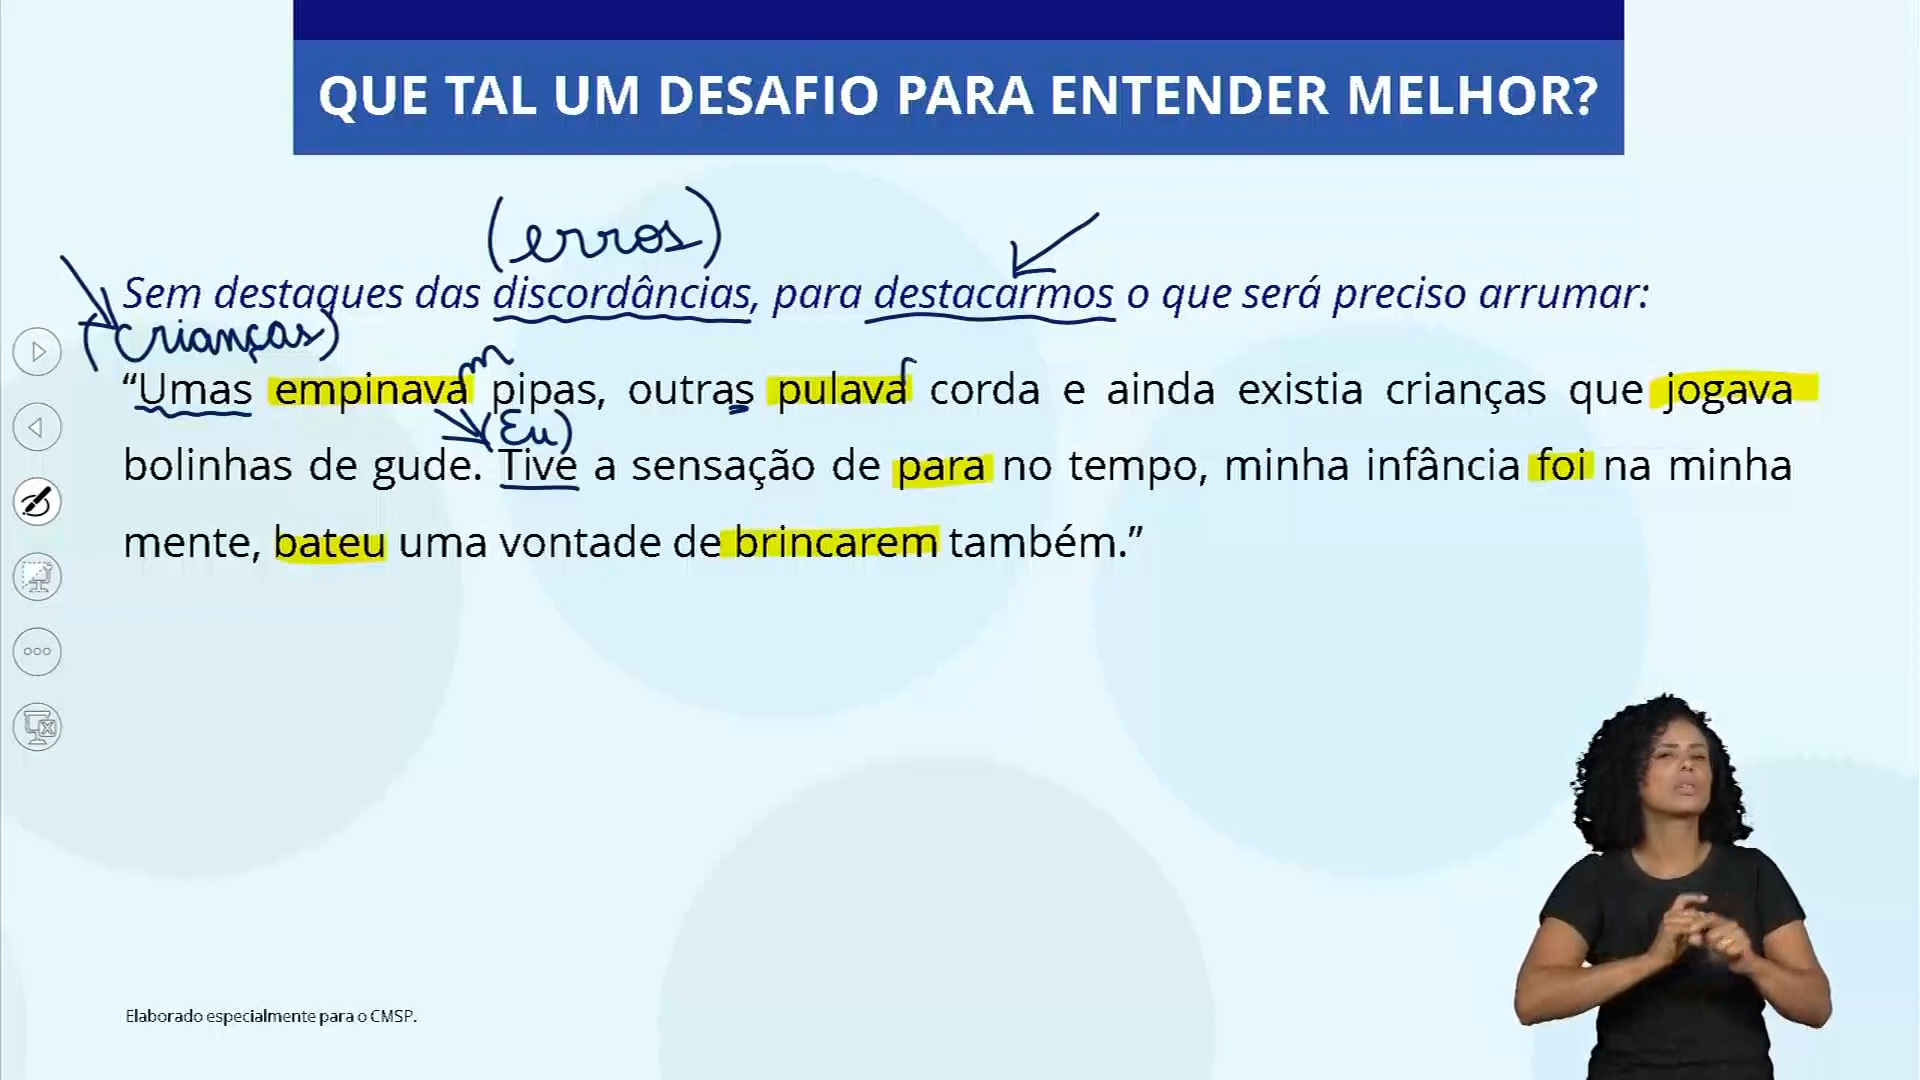 QUE TAL UM DESAFIO PARA ENTENDER MELHOR?
(erros)
Sem destaques das discordâncias, para destacarmos o que será preciso arrumar:
(crianças)
m
“Umas empinava pipas, outras pulava corda e ainda existia crianças que jogava
(Eu)
bolinhas de gude. Tive a sensação de para no tempo, minha infância foi na minha
mente, bateu uma vontade de brincarem também.”
Elaborado especialmente para o CMSP.